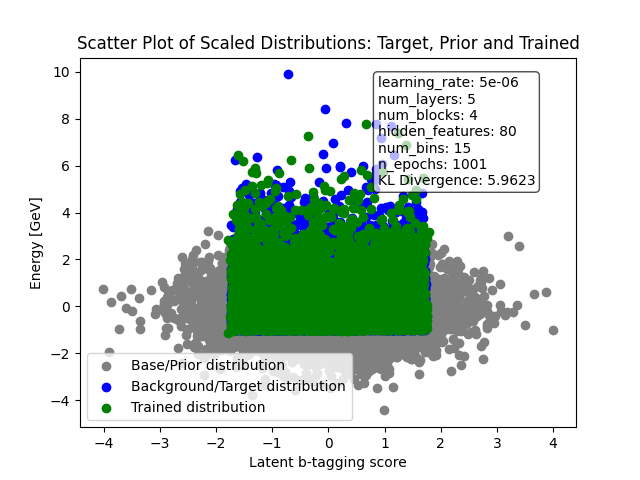 Scatter Plot of Scaled Distributions: Target, Prior and Trained
learning_rate: 5e-06
num_layers: 5
num_blocks: 4
hidden_features: 80
num_bins: 15
n_epochs: 1001
KL Divergence: 5.9623
Energy [GeV]
10
8
6
4
2
0
−2
−4
Base/Prior distribution
Background/Target distribution
Trained distribution
−4 −3 −2 −1 0 1 2 3 4
Latent b-tagging score